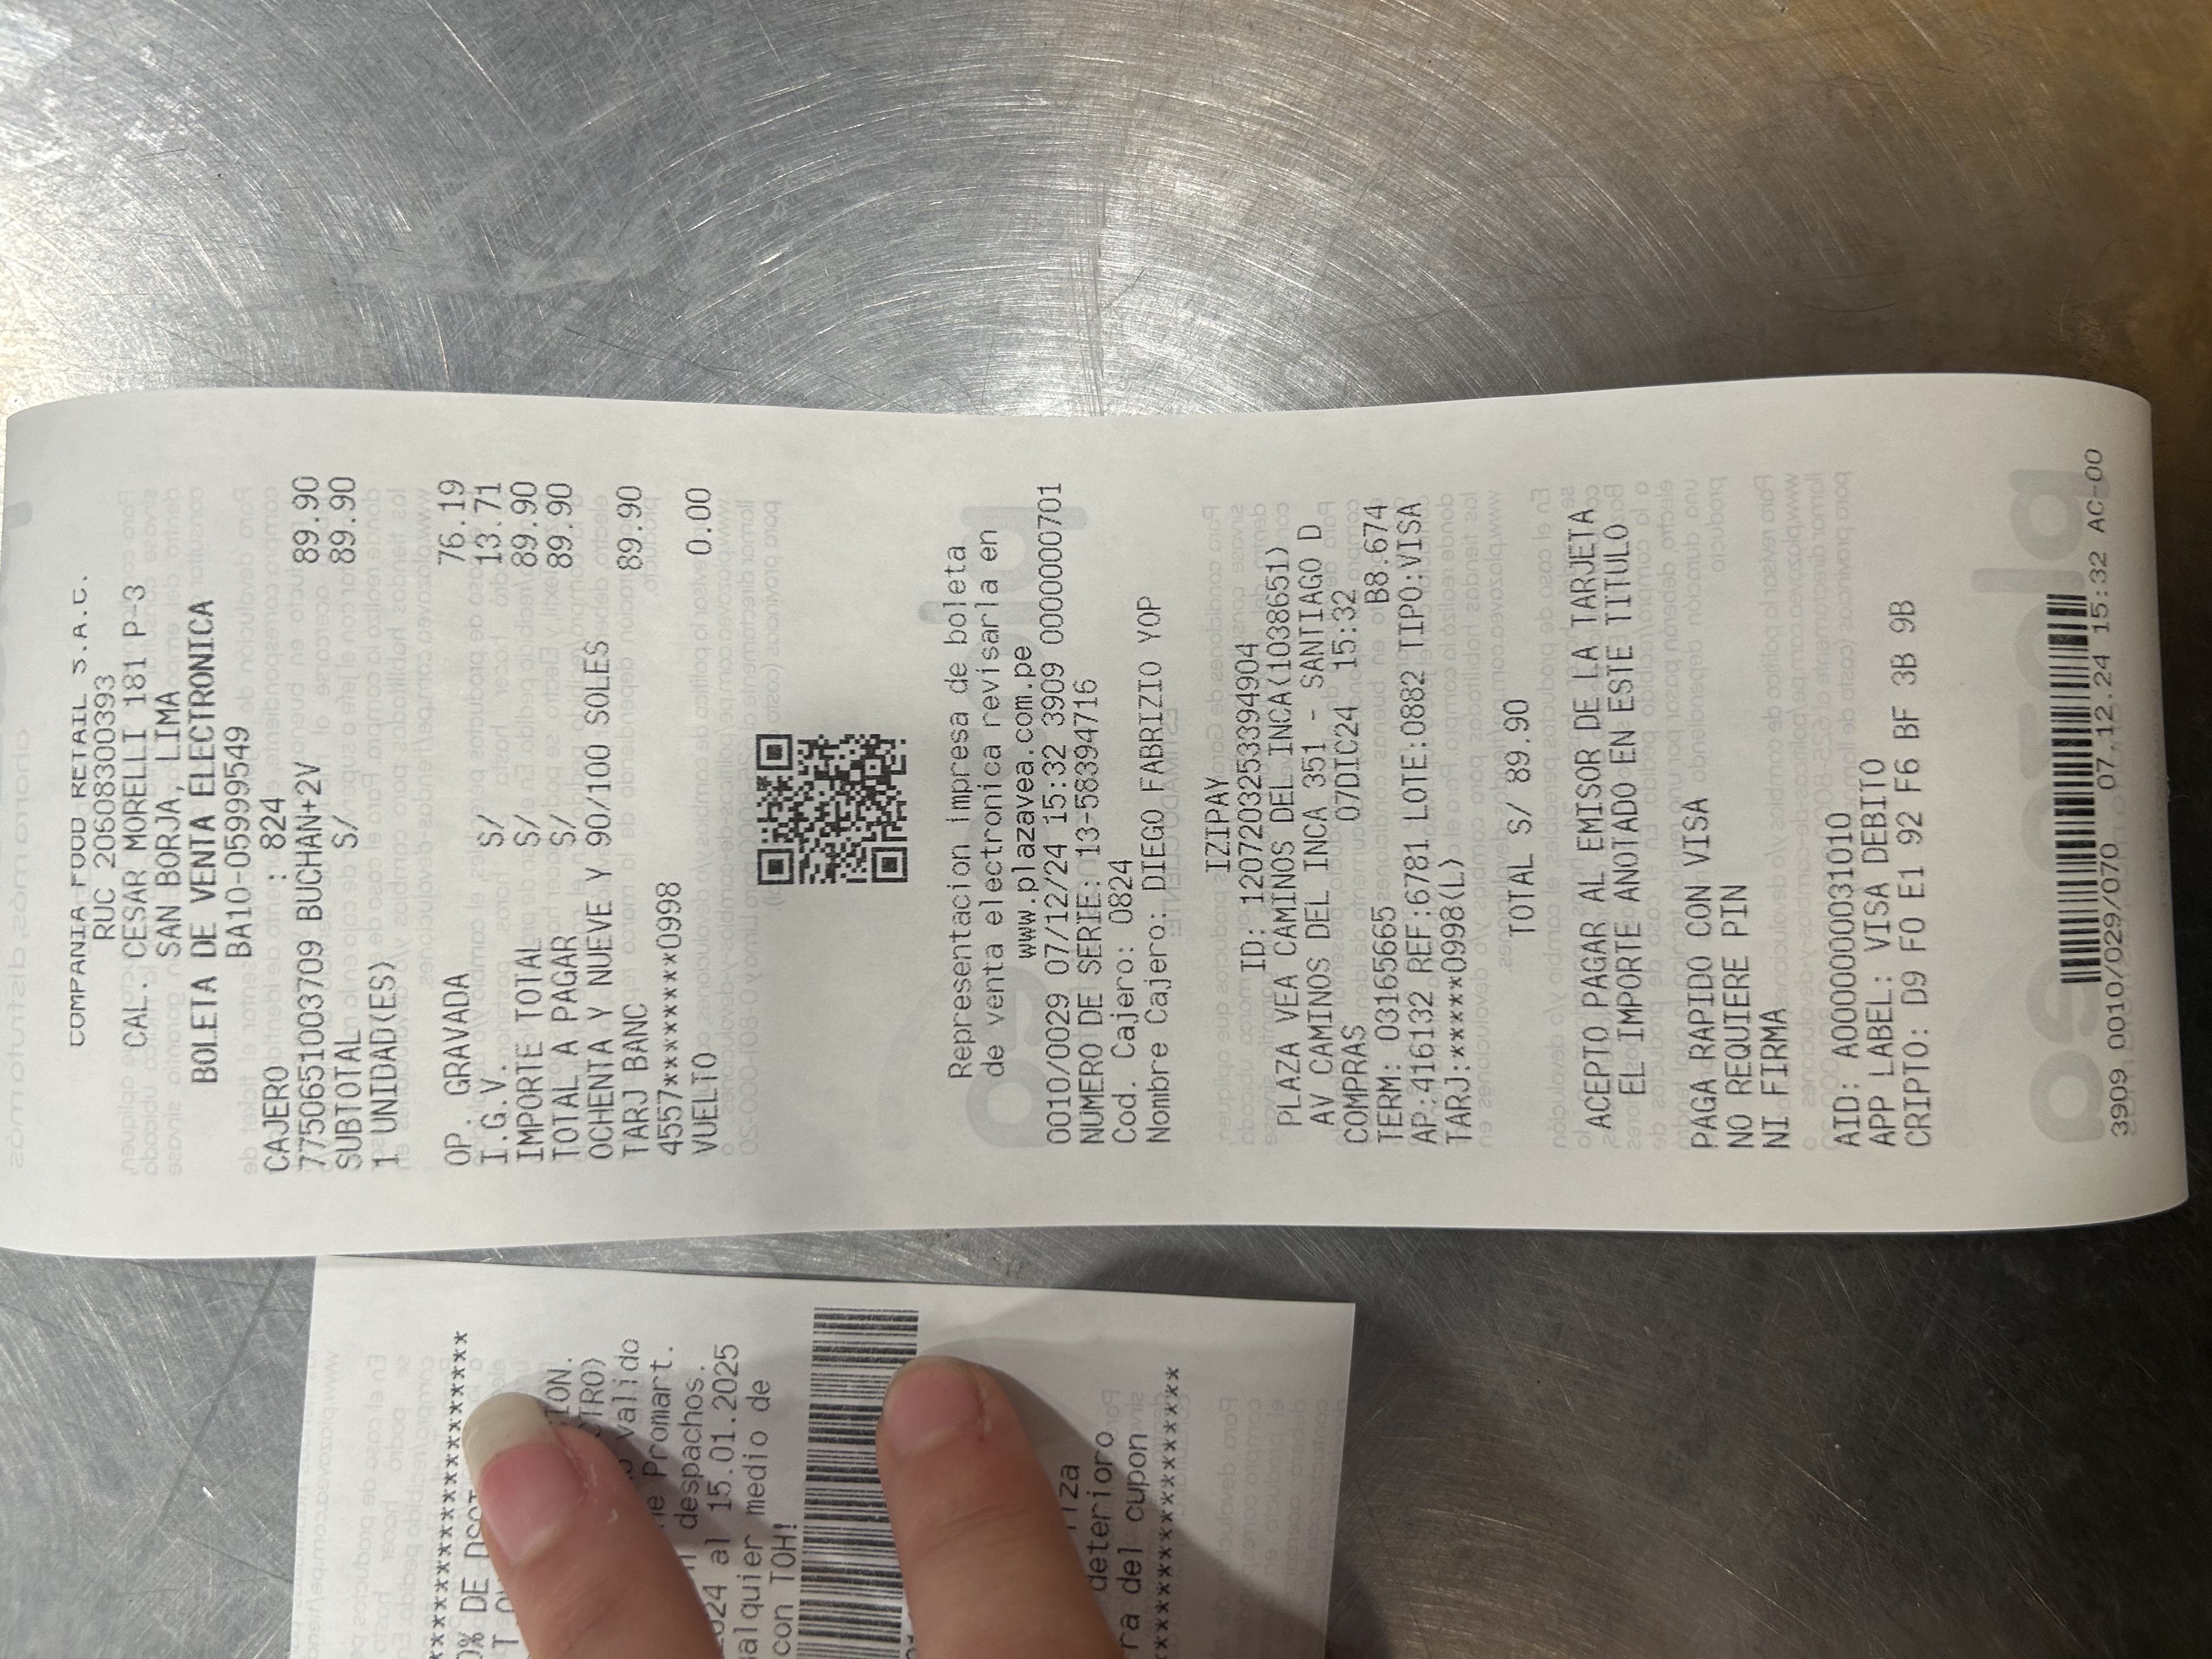 COMPANIA FOOD RETAIL S.A.C.
RUC 20608300393
CAL. CESAR MORELLI 181 P-3
SAN BORJA, LIMA
BOLETA DE VENTA ELECTRONICA
BA10-05999549
CAJERO : 824
7750651003709 BUCHAN+2V 89.90
SUBTOTAL S/ 89.90
1 UNIDAD(ES)
OP. GRAVADA 76.19
I.G.V. S/ 13.71
IMPORTE TOTAL S/ 89.90
TOTAL A PAGAR S/ 89.90
OCHENTA Y NUEVE Y 90/100 SOLES
TARJ BANC 89.90
4557********0998
VUELTO 0.00
Representacion impresa de boleta
de venta electronica revisarla en
www.plazavea.com.pe
0010/0029 07/12/24 15:32 3909 0000000701
NUMERO DE SERIE: 13-58394716
Cod. Cajero: 0824
Nombre Cajero: DIEGO FABRIZIO YOP
IZIPAY
ID: 1207203253394904
PLAZA VEA CAMINOS DEL INCA(1038651)
AV CAMINOS DEL INCA 351 - SANTIAGO D
COMPRAS 07DIC24 15:32
TERM: 03165665 B8.674
AP:416132 REF:6781 LOTE:0882 TIPO:VISA
TARJ:*****0998(L)
TOTAL S/ 89.90
ACEPTO PAGAR AL EMISOR DE LA TARJETA
EL IMPORTE ANOTADO EN ESTE TITULO
PAGA RAPIDO CON VISA
NO REQUIERE PIN
NI FIRMA
AID: A0000000031010
APP LABEL: VISA DEBITO
CRIPTO: D9 F0 E1 92 F6 BF 3B 9B
3909 0010/029/070 07.12.24 15:32 AC-00
******************
0% DE
valido
Promart.
despachos.
al 15.01.2025
medio de
con TOH!
deterioro
del cupon
*****************